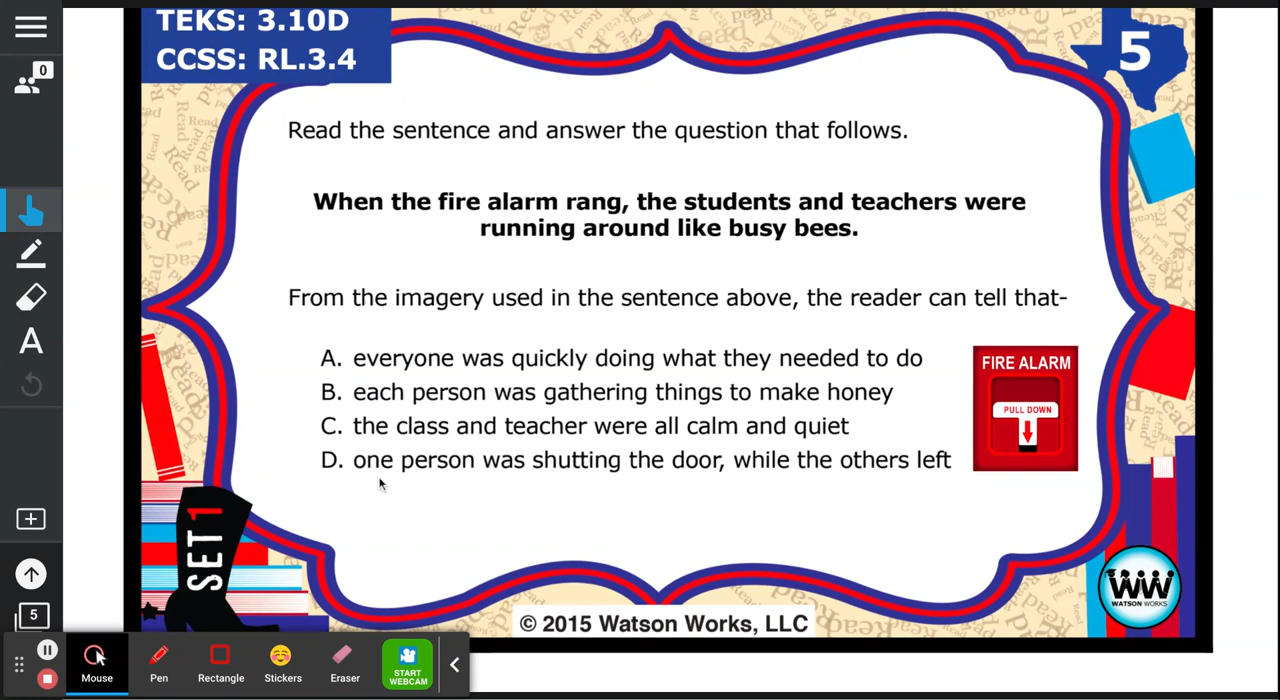 TEKS: 3.10D
CCSS: RL.3.4
5
0
Read the sentence and answer the question that follows.
When the fire alarm rang, the students and teachers were
running around like busy bees.
From the imagery used in the sentence above, the reader can tell that-
A. everyone was quickly doing what they needed to do
B. each person was gathering things to make honey
C. the class and teacher were all calm and quiet
D. one person was shutting the door, while the others left
FIRE ALARM
PULL DOWN
A
SET 1
WW
WATSON WORKS
© 2015 Watson Works, LLC
5
Mouse
Pen
Rectangle
Stickers
Eraser
START
WEBCAM
Read
Read
Read
Read